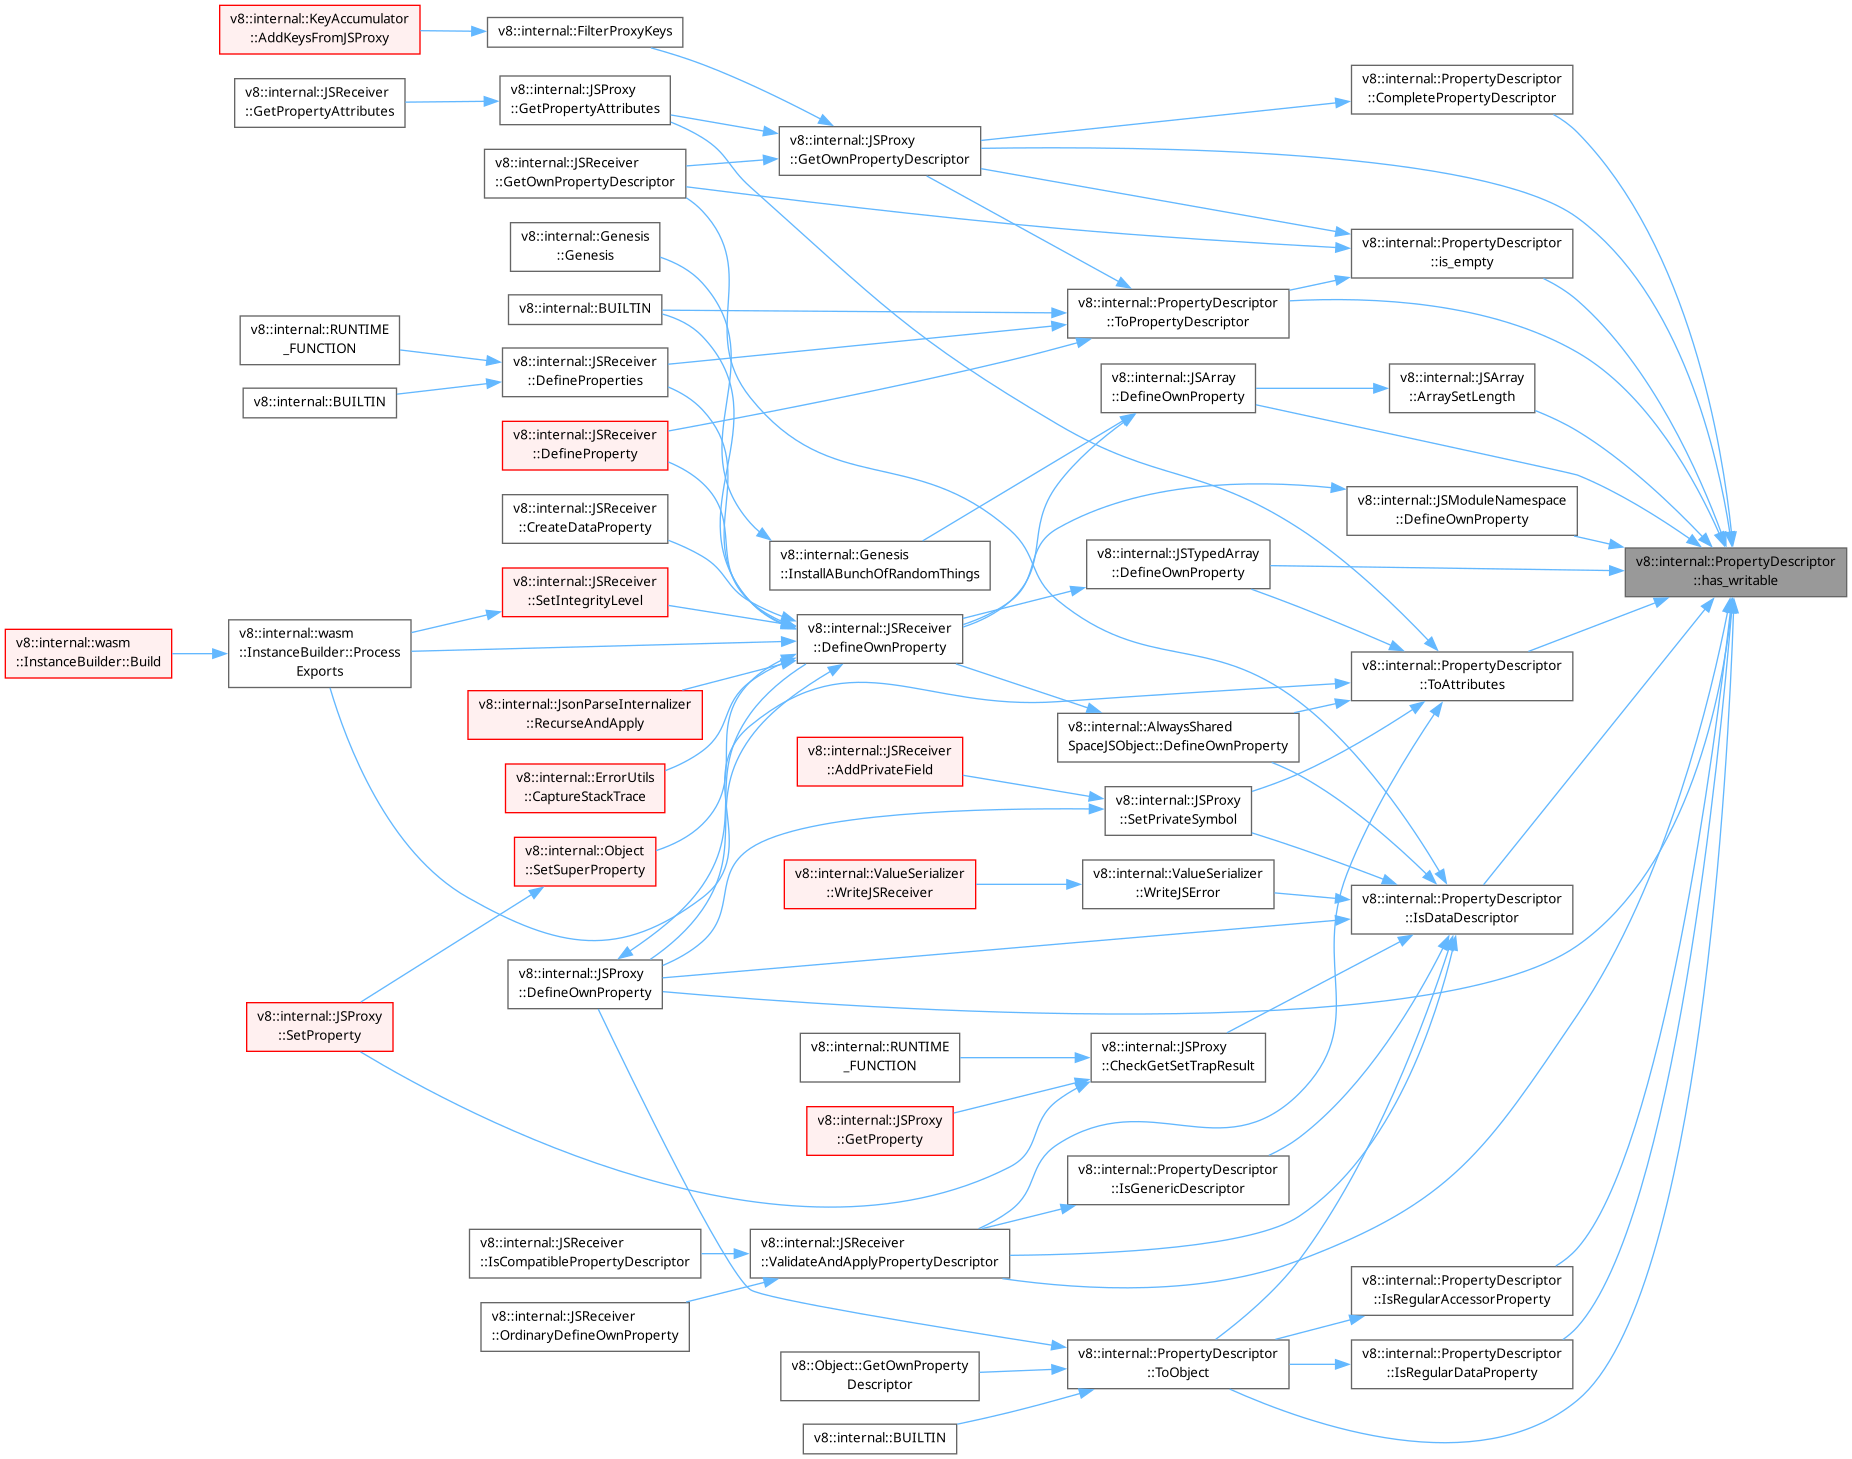 v8::internal::KeyAccumulator
::AddKeysFromJSProxy
v8::internal::FilterProxyKeys
v8::internal::JSReceiver
::GetPropertyAttributes
v8::internal::JSProxy
::GetPropertyAttributes
v8::internal::PropertyDescriptor
::CompletePropertyDescriptor
v8::internal::JSProxy
::GetOwnPropertyDescriptor
v8::internal::JSReceiver
::GetOwnPropertyDescriptor
v8::internal::Genesis
::Genesis
v8::internal::PropertyDescriptor
::is_empty
v8::internal::BUILTIN
v8::internal::PropertyDescriptor
::ToPropertyDescriptor
v8::internal::RUNTIME
_FUNCTION
v8::internal::JSReceiver
::DefineProperties
v8::internal::BUILTIN
v8::internal::JSArray
::DefineOwnProperty
v8::internal::JSArray
::ArraySetLength
v8::internal::JSReceiver
::DefineProperty
v8::internal::JSReceiver
::CreateDataProperty
v8::internal::JSModuleNamespace
::DefineOwnProperty
v8::internal::Genesis
::InstallABunchOfRandomThings
v8::internal::JSTypedArray
::DefineOwnProperty
v8::internal::PropertyDescriptor
::has_writable
v8::internal::JSReceiver
::SetIntegrityLevel
v8::internal::wasm
::InstanceBuilder::Build
v8::internal::wasm
::InstanceBuilder::Process
Exports
v8::internal::JSReceiver
::DefineOwnProperty
v8::internal::PropertyDescriptor
::ToAttributes
v8::internal::JsonParseInternalizer
::RecurseAndApply
v8::internal::AlwaysShared
SpaceJSObject::DefineOwnProperty
v8::internal::JSReceiver
::AddPrivateField
v8::internal::ErrorUtils
::CaptureStackTrace
v8::internal::JSProxy
::SetPrivateSymbol
v8::internal::Object
::SetSuperProperty
v8::internal::ValueSerializer
::WriteJSReceiver
v8::internal::ValueSerializer
::WriteJSError
v8::internal::PropertyDescriptor
::IsDataDescriptor
v8::internal::JSProxy
::DefineOwnProperty
v8::internal::JSProxy
::SetProperty
v8::internal::RUNTIME
_FUNCTION
v8::internal::JSProxy
::CheckGetSetTrapResult
v8::internal::JSProxy
::GetProperty
v8::internal::PropertyDescriptor
::IsGenericDescriptor
v8::internal::JSReceiver
::IsCompatiblePropertyDescriptor
v8::internal::JSReceiver
::ValidateAndApplyPropertyDescriptor
v8::internal::PropertyDescriptor
::IsRegularAccessorProperty
v8::internal::JSReceiver
::OrdinaryDefineOwnProperty
v8::Object::GetOwnProperty
Descriptor
v8::internal::PropertyDescriptor
::ToObject
v8::internal::PropertyDescriptor
::IsRegularDataProperty
v8::internal::BUILTIN